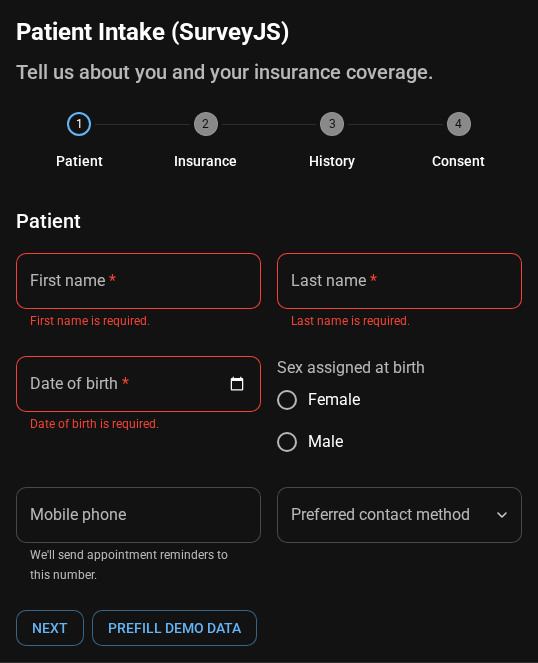 Patient Intake (SurveyJS)
Tell us about you and your insurance coverage.
1 2 3 4
Patient Insurance History Consent
Patient
First name * Last name *
First name is required. Last name is required.
Date of birth * Sex assigned at birth
Female
Date of birth is required.
Male
Mobile phone Preferred contact method
We'll send appointment reminders to
this number.
NEXT PREFILL DEMO DATA